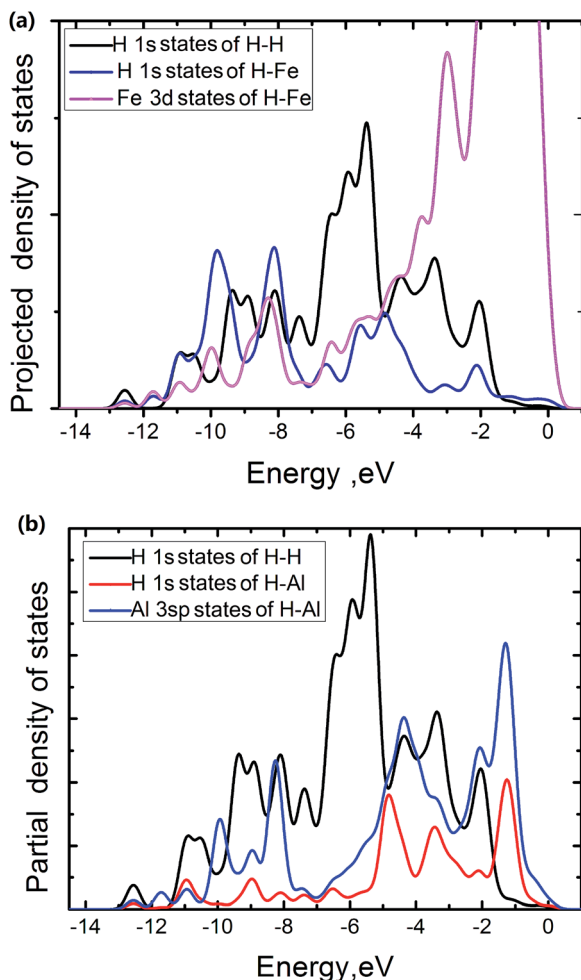 (a)
H 1s states of H-H
H 1s states of H-Fe
Fe 3d states of H-Fe
Projected density of states
-14 -12 -10 -8 -6 -4 -2 0
Energy ,eV
(b)
H 1s states of H-H
H 1s states of H-Al
Al 3sp states of H-Al
Partial density of states
-14 -12 -10 -8 -6 -4 -2 0
Energy,eV